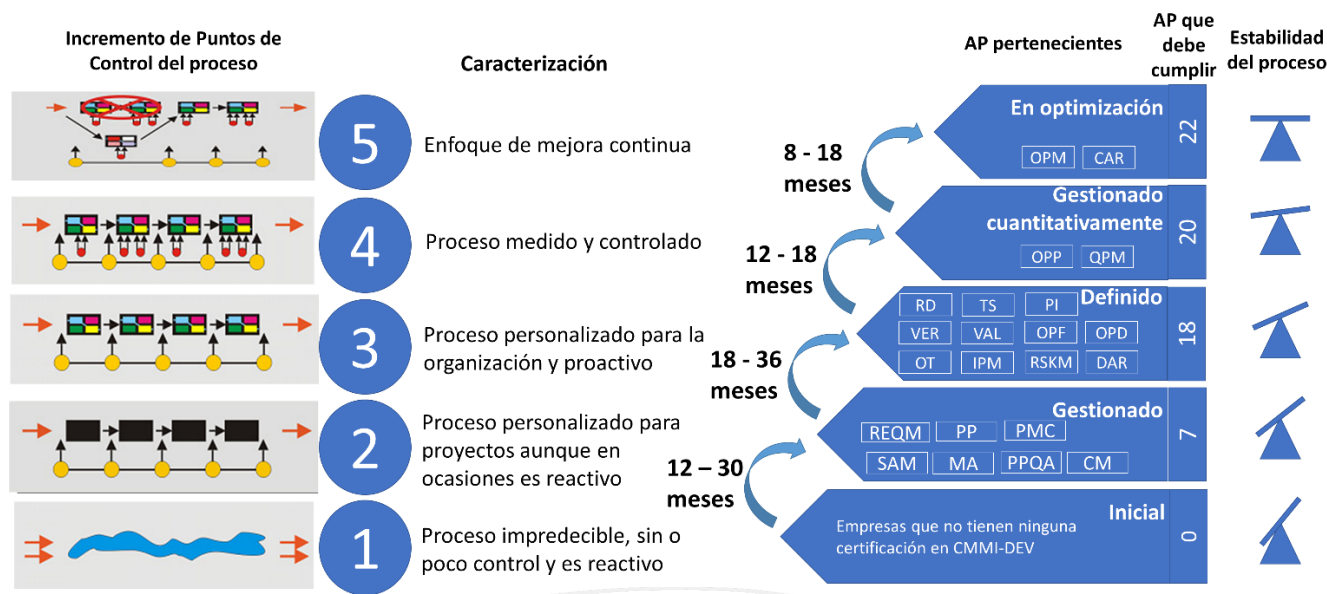 Incremento de Puntos de
Control del proceso
Caracterización
AP pertenecientes
AP que
debe
cumplir
Estabilidad
del proceso
5
Enfoque de mejora continua
8 - 18
meses
En optimización
OPM CAR
22
4
Proceso medido y controlado
12 - 18
meses
Gestionado
cuantitativamente
OPP QPM
20
3
Proceso personalizado para la
organización y proactivo
18 - 36
meses
Definido
RD TS PI
VER VAL OPF OPD
OT IPM RSKM DAR
18
2
Proceso personalizado para
proyectos aunque en
ocasiones es reactivo
12 – 30
meses
Gestionado
REQM PP PMC
SAM MA PPQA CM
7
1
Proceso impredecible, sin o
poco control y es reactivo
Inicial
Empresas que no tienen ninguna
certificación en CMMI-DEV
0